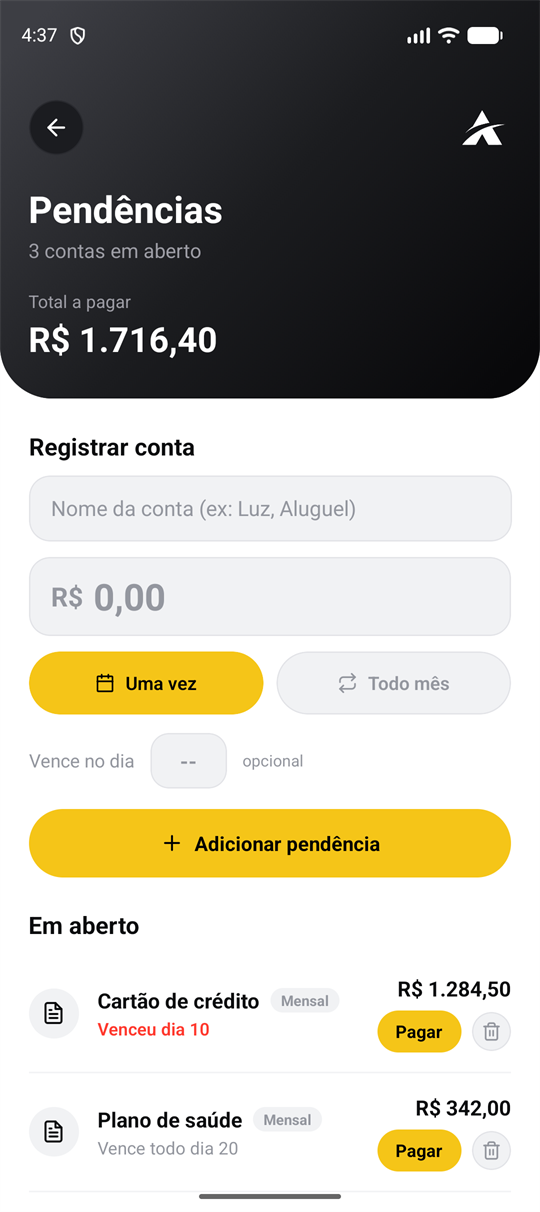 4:37
Pendências
3 contas em aberto
Total a pagar
R$ 1.716,40
Registrar conta
Nome da conta (ex: Luz, Aluguel)
R$ 0,00
Uma vez
Todo mês
Vence no dia -- opcional
+ Adicionar pendência
Em aberto
Cartão de crédito Mensal
R$ 1.284,50
Venceu dia 10
Pagar
Plano de saúde Mensal
R$ 342,00
Vence todo dia 20
Pagar